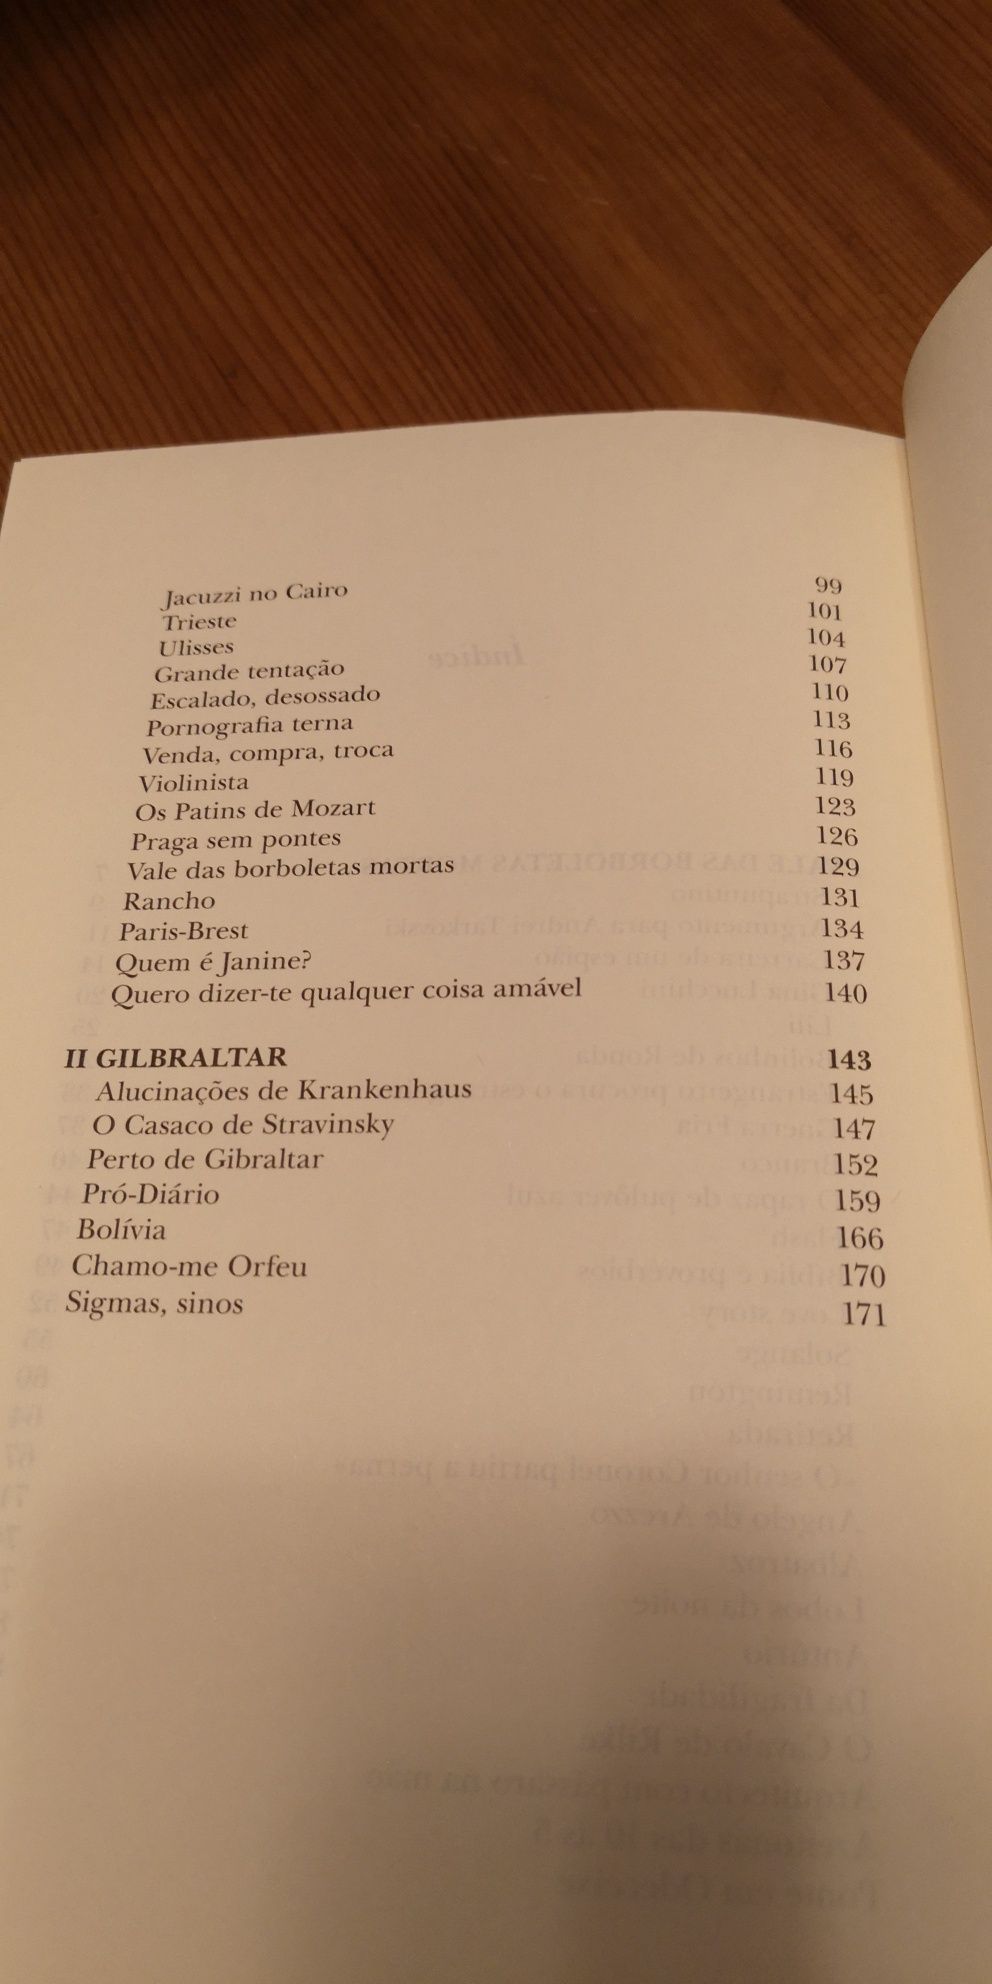 Jacuzzi no Cairo 99
Trieste 101
Ulisses 104
Grande tentação 107
Escalado, desossado 110
Pornografia terna 113
Venda, compra, troca 116
Violinista 119
Os Patins de Mozart 123
Praga sem pontes 126
Vale das borboletas mortas 129
Rancho 131
Paris-Brest 134
Quem é Janine? 137
Quero dizer-te qualquer coisa amável 140
II GILBRALTAR 143
Alucinações de Krankenhaus 145
O Casaco de Stravinsky 147
Perto de Gibraltar 152
Pró-Diário 159
Bolívia 166
Chamo-me Orfeu 170
Sigmas, sinos 171